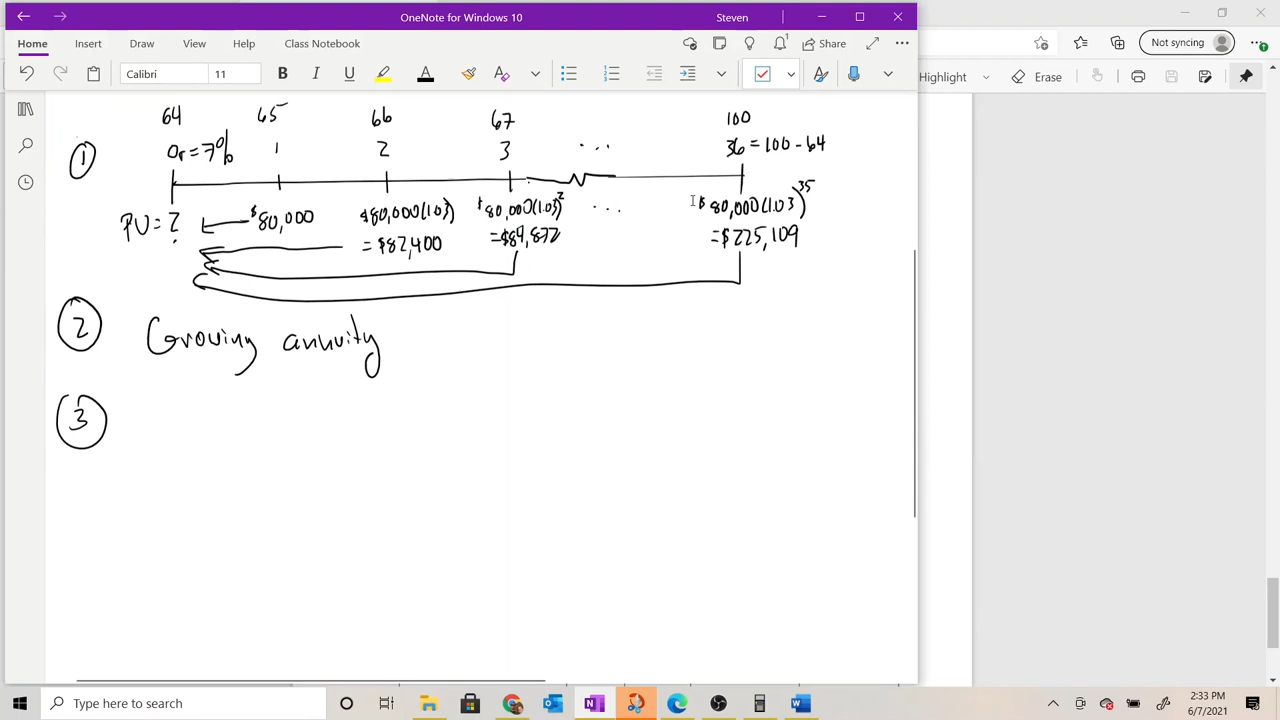 OneNote for Windows 10
Steven
Home Insert Draw View Help Class Notebook
Share
Not syncing
Calibri 11 B I U A
Highlight
Erase
64 65 66 67 100
① 0 r = 7% 1 2 3 ... 36 = 100 - 64
PV = ? $80,000 $80,000(1.03) $80,000(1.03)² ... $80,000(1.03)³⁵
= $82,400 = $84,872 = $225,109
② Growing annuity
③
Type here to search
2:33 PM
6/7/2021